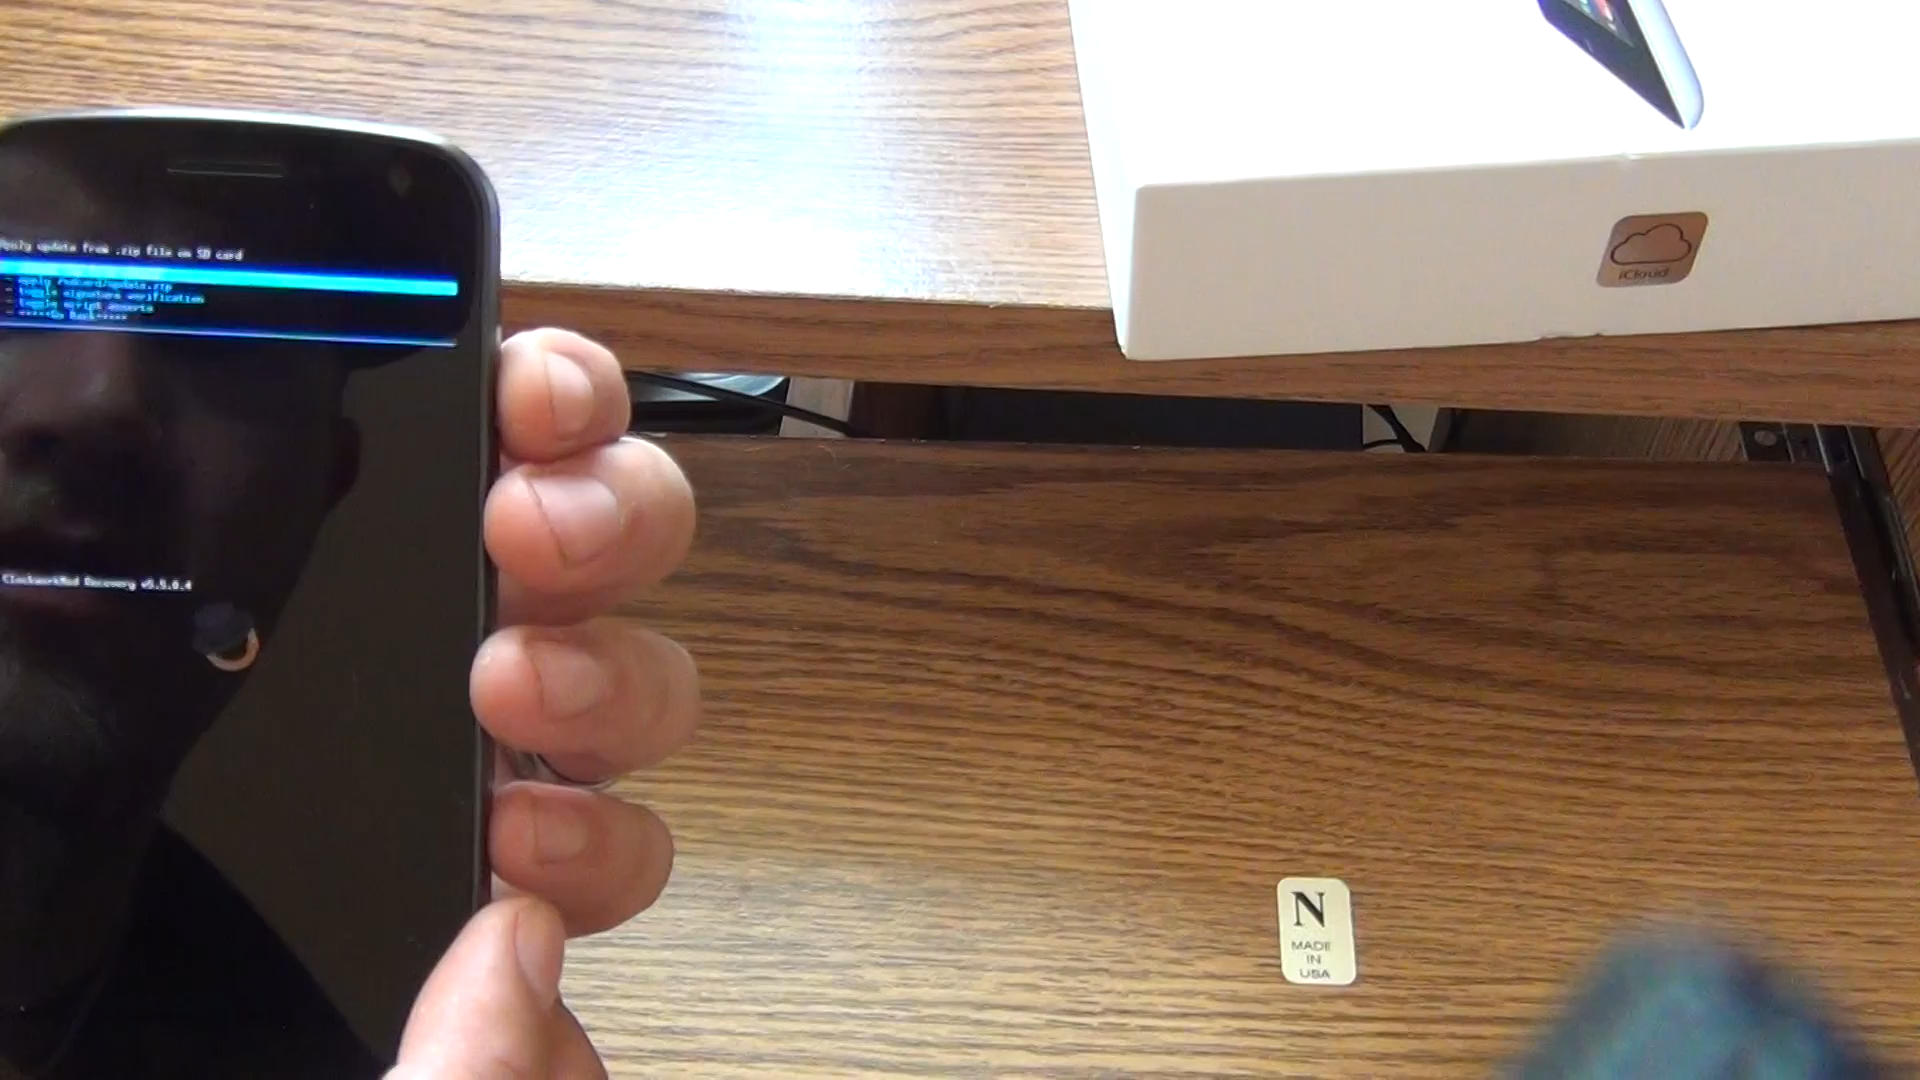 Apply update from .zip file on SD card
- apply /sdcard/update.zip
- toggle signature verification
- toggle script asserts
- +++++Go Back+++++
ClockworkMod Recovery v5.5.0.4
iCloud
N
MADE
IN
USA